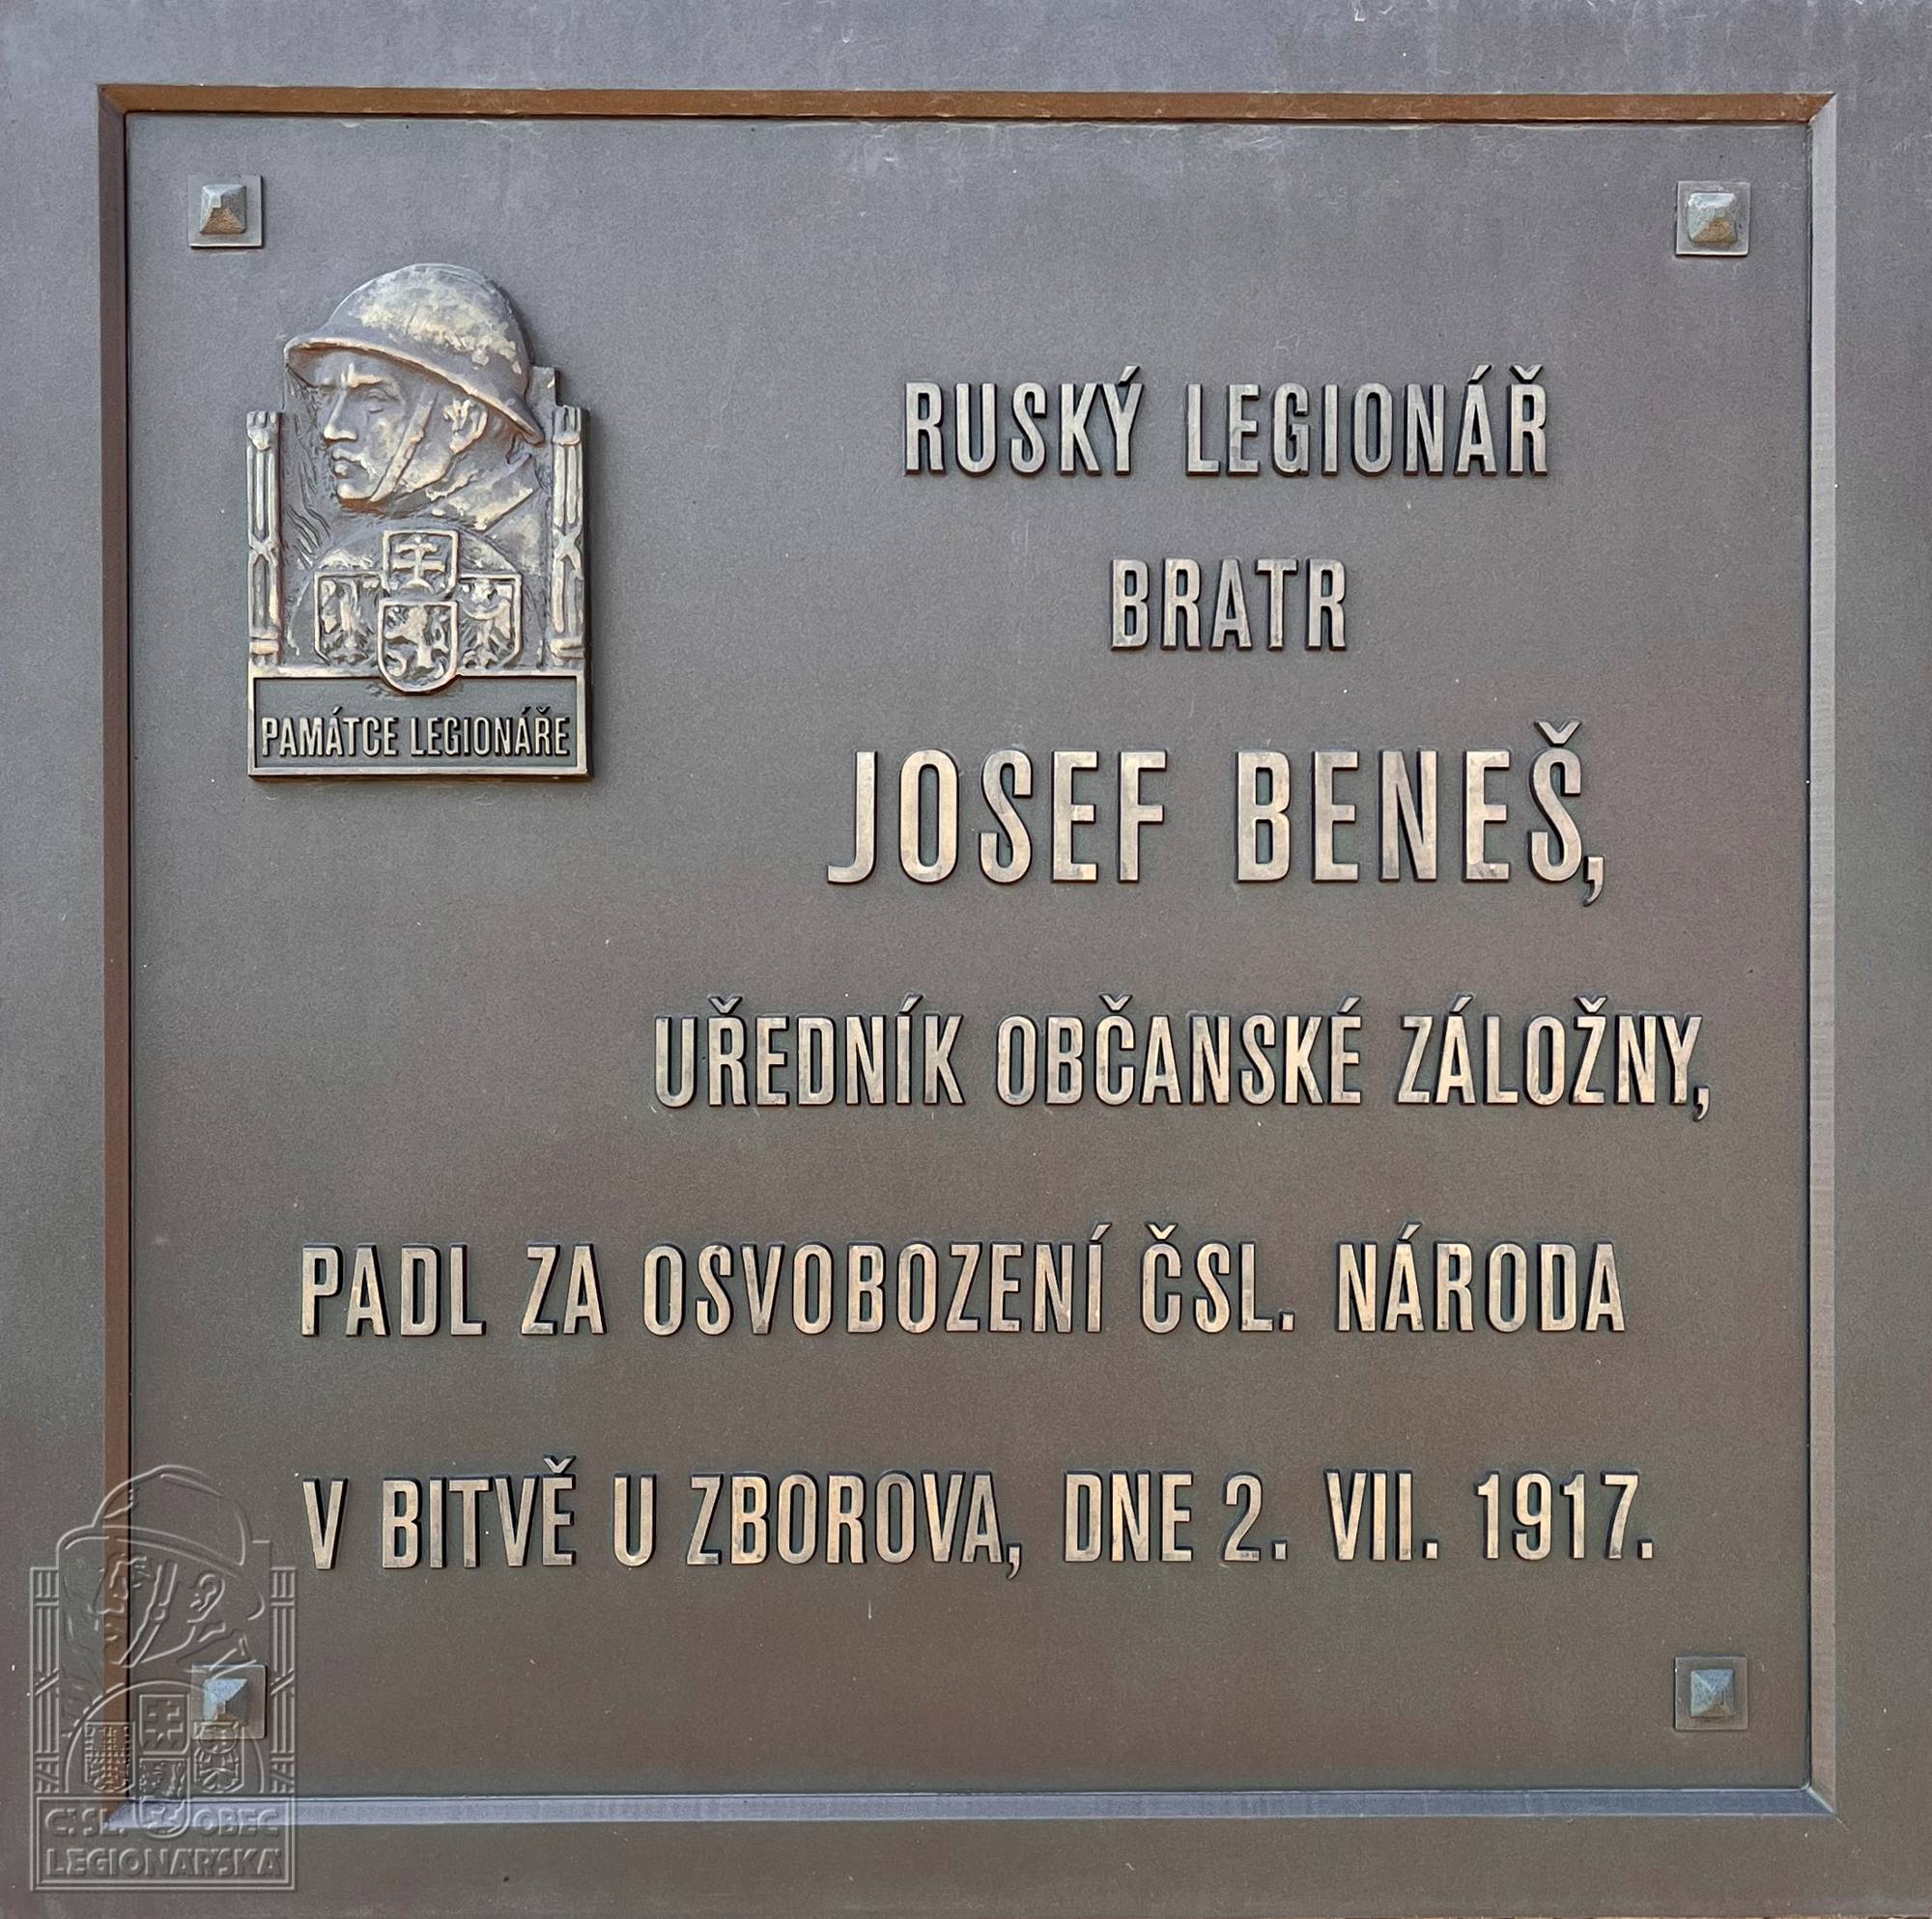 RUSKÝ LEGIONÁŘ
BRATR
PAMÁTCE LEGIONÁŘE
JOSEF BENEŠ,
UŘEDNÍK OBČANSKÉ ZÁLOŽNY,
PADL ZA OSVOBOZENÍ ČSL. NÁRODA
V BITVĚ U ZBOROVA, DNE 2. VII. 1917.
Č.SL. OBEC
LEGIONÁŘSKÁ